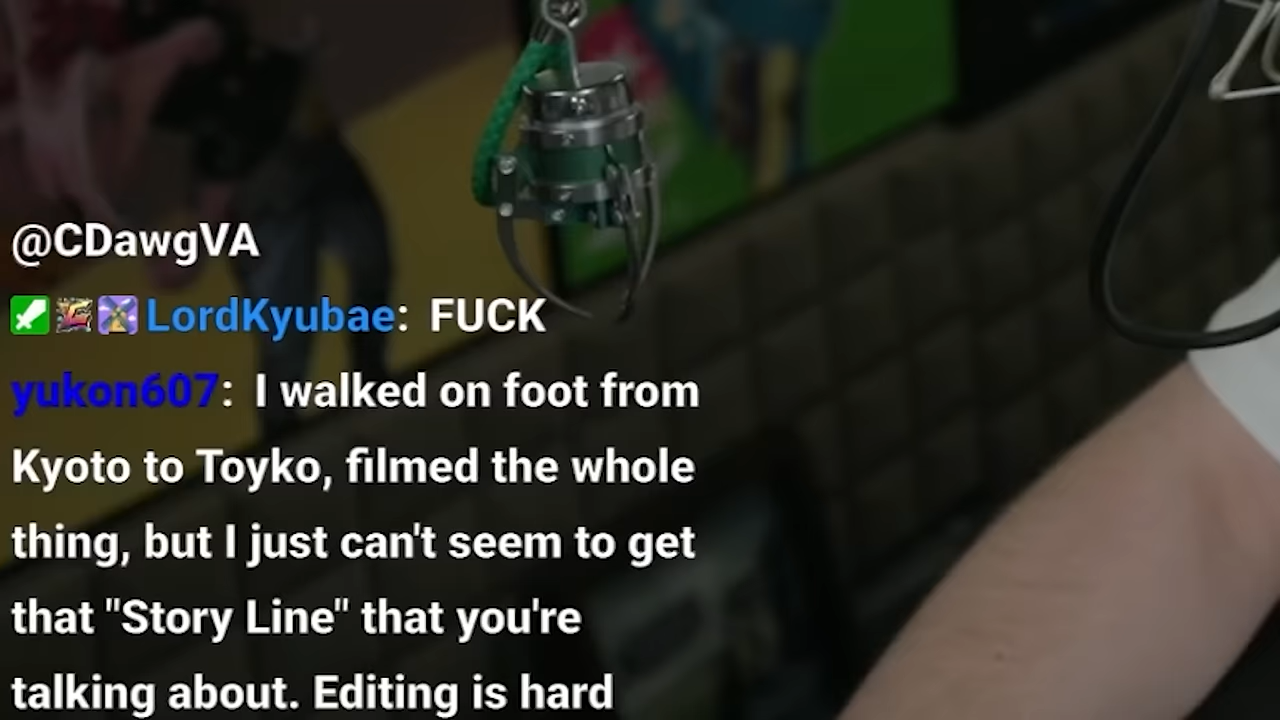 @CDawgVA
LordKyubae: FUCK
yukon607: I walked on foot from
Kyoto to Toyko, filmed the whole
thing, but I just can't seem to get
that "Story Line" that you're
talking about. Editing is hard